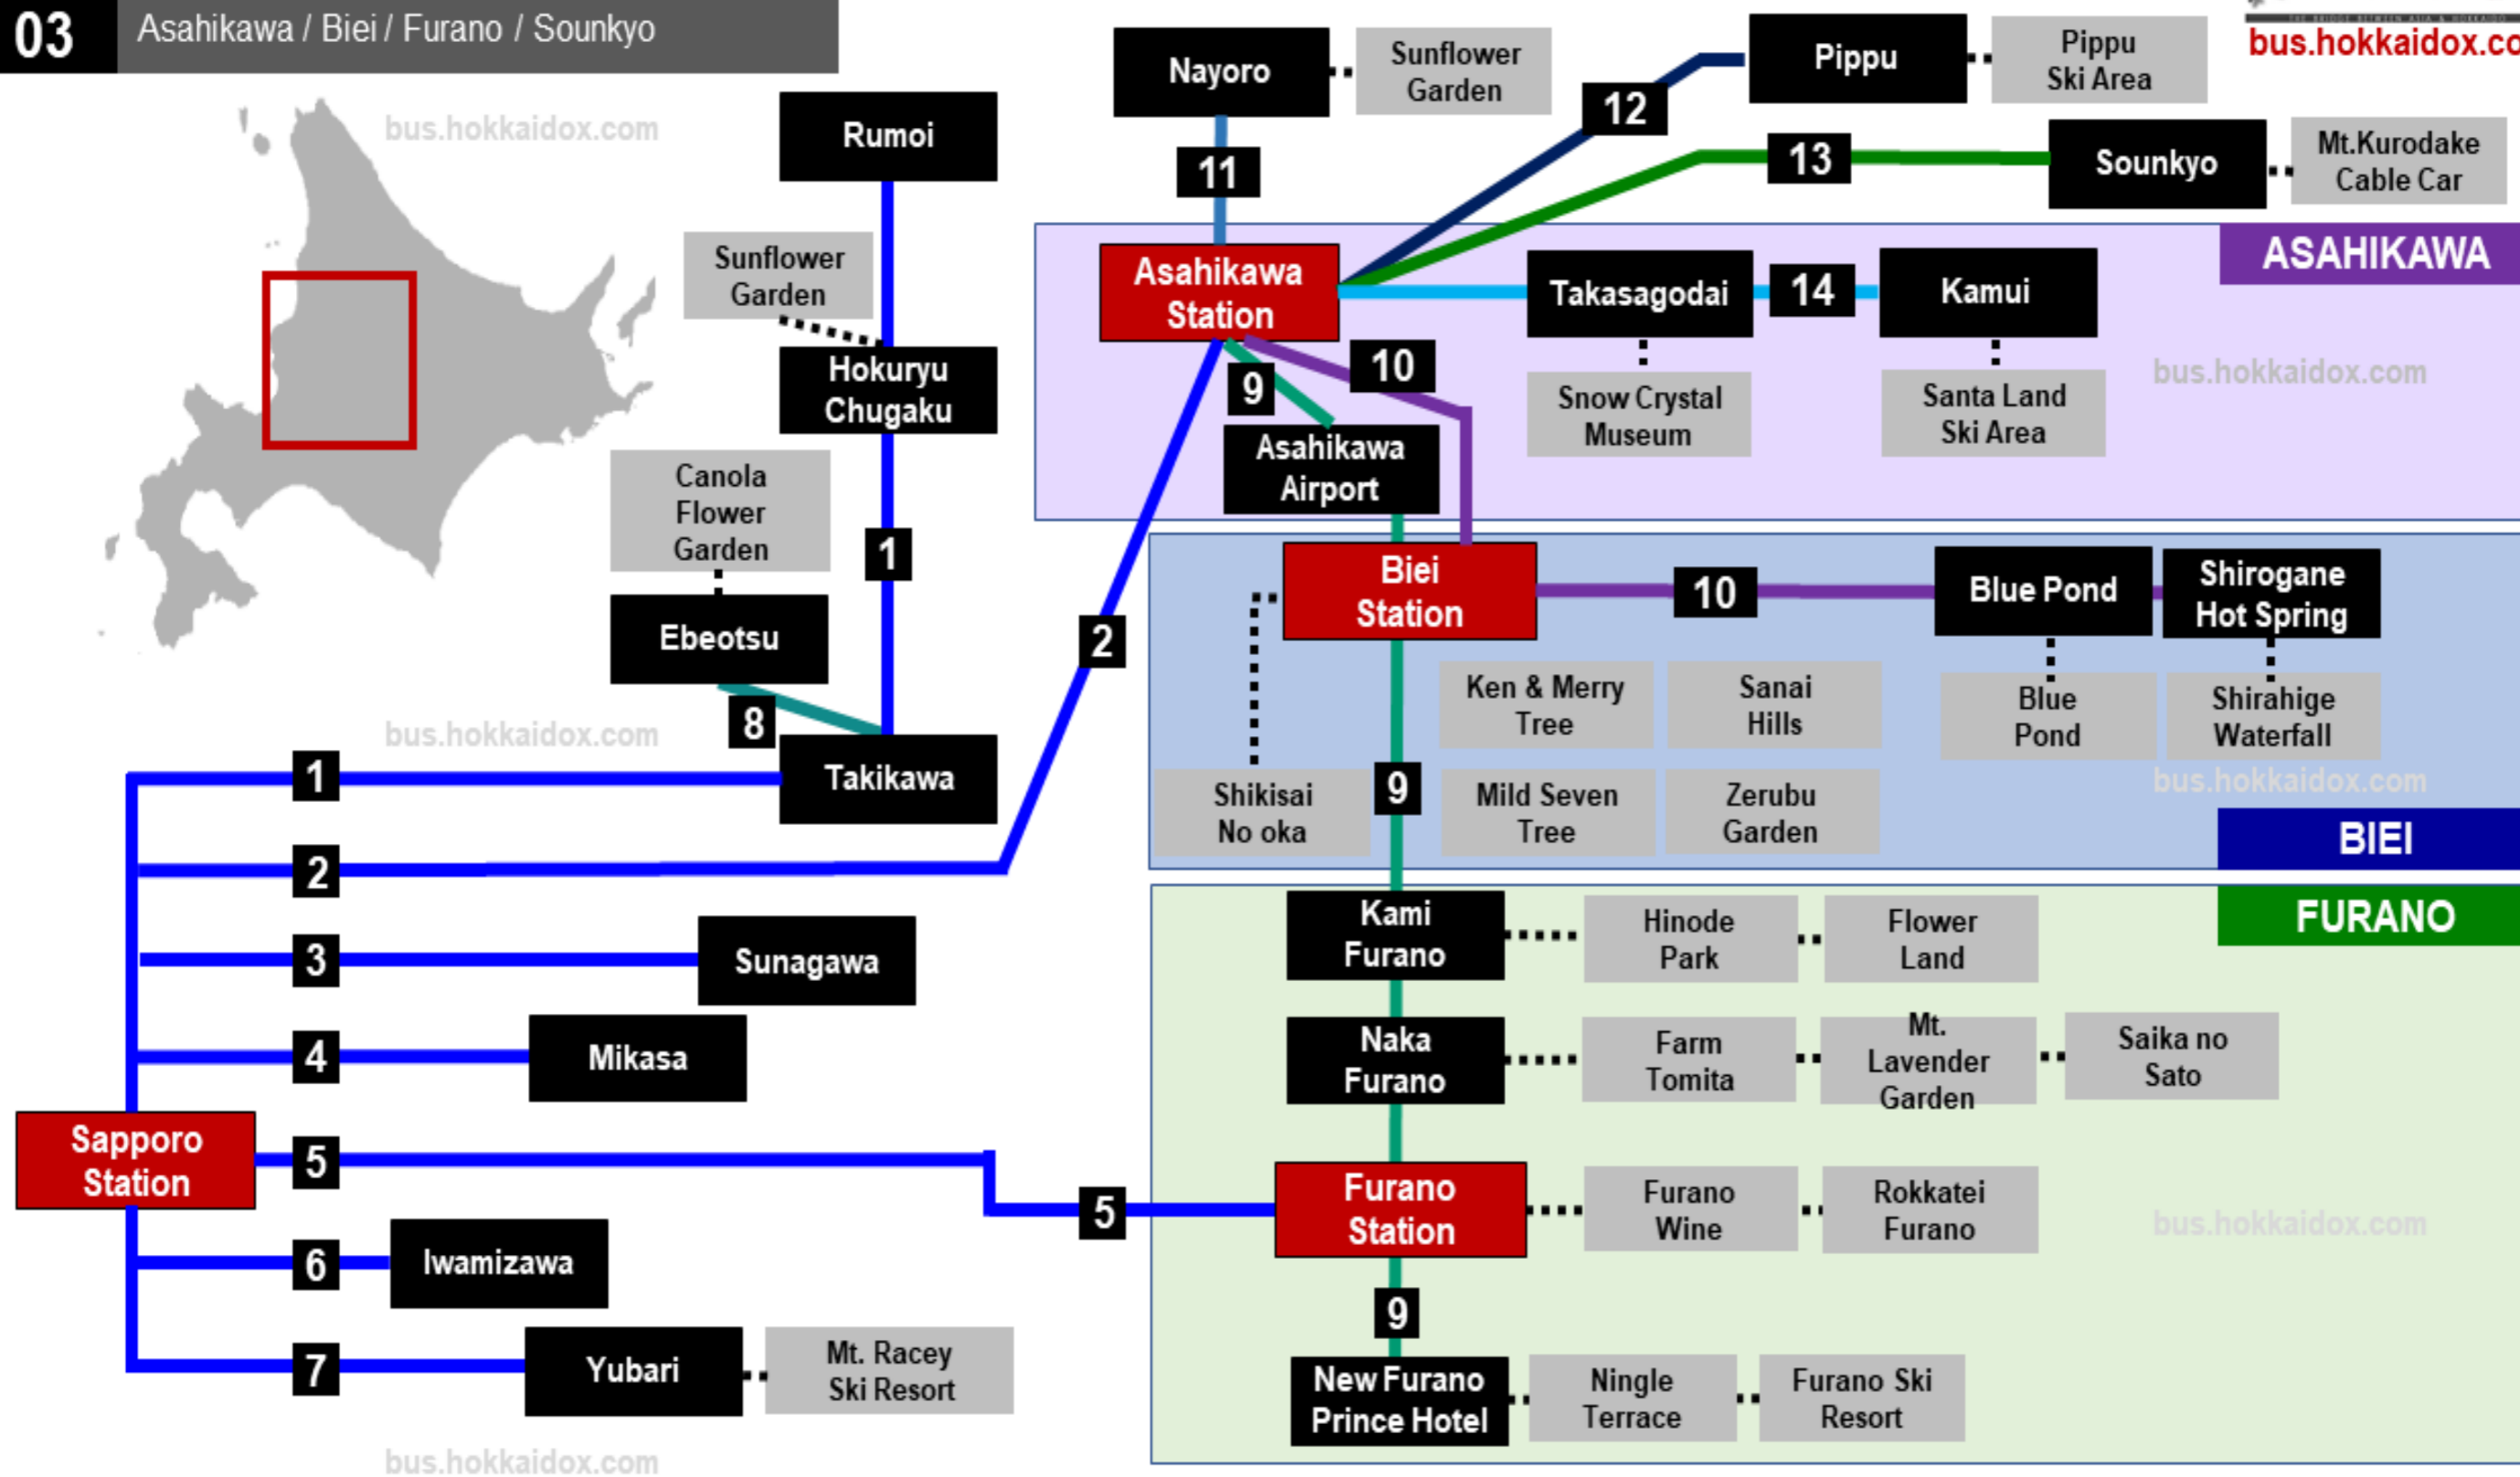 03
Asahikawa / Biei / Furano / Sounkyo
bus.hokkaidox.co
bus.hokkaidox.com
Rumoi
Sunflower
Garden
Hokuryu
Chugaku
Canola
Flower
Garden
1
Ebeotsu
8
bus.hokkaidox.com
Takikawa
1
2
2
3
Sunagawa
4
Mikasa
Sapporo
Station
5
5
6
Iwamizawa
7
Yubari
Mt. Racey
Ski Resort
bus.hokkaidox.com
Nayoro
Sunflower
Garden
11
12
Pippu
Pippu
Ski Area
13
Sounkyo
Mt.Kurodake
Cable Car
ASAHIKAWA
Asahikawa
Station
Takasagodai
14
Kamui
9
10
Snow Crystal
Museum
Santa Land
Ski Area
bus.hokkaidox.com
Asahikawa
Airport
Biei
Station
10
Blue Pond
Shirogane
Hot Spring
Ken & Merry
Tree
Sanai
Hills
Blue
Pond
Shirahige
Waterfall
bus.hokkaidox.com
Shikisai
No oka
9
Mild Seven
Tree
Zerubu
Garden
BIEI
FURANO
Kami
Furano
Hinode
Park
Flower
Land
Naka
Furano
Farm
Tomita
Mt.
Lavender
Garden
Saika no
Sato
Furano
Station
Furano
Wine
Rokkatei
Furano
bus.hokkaidox.com
9
New Furano
Prince Hotel
Ningle
Terrace
Furano Ski
Resort